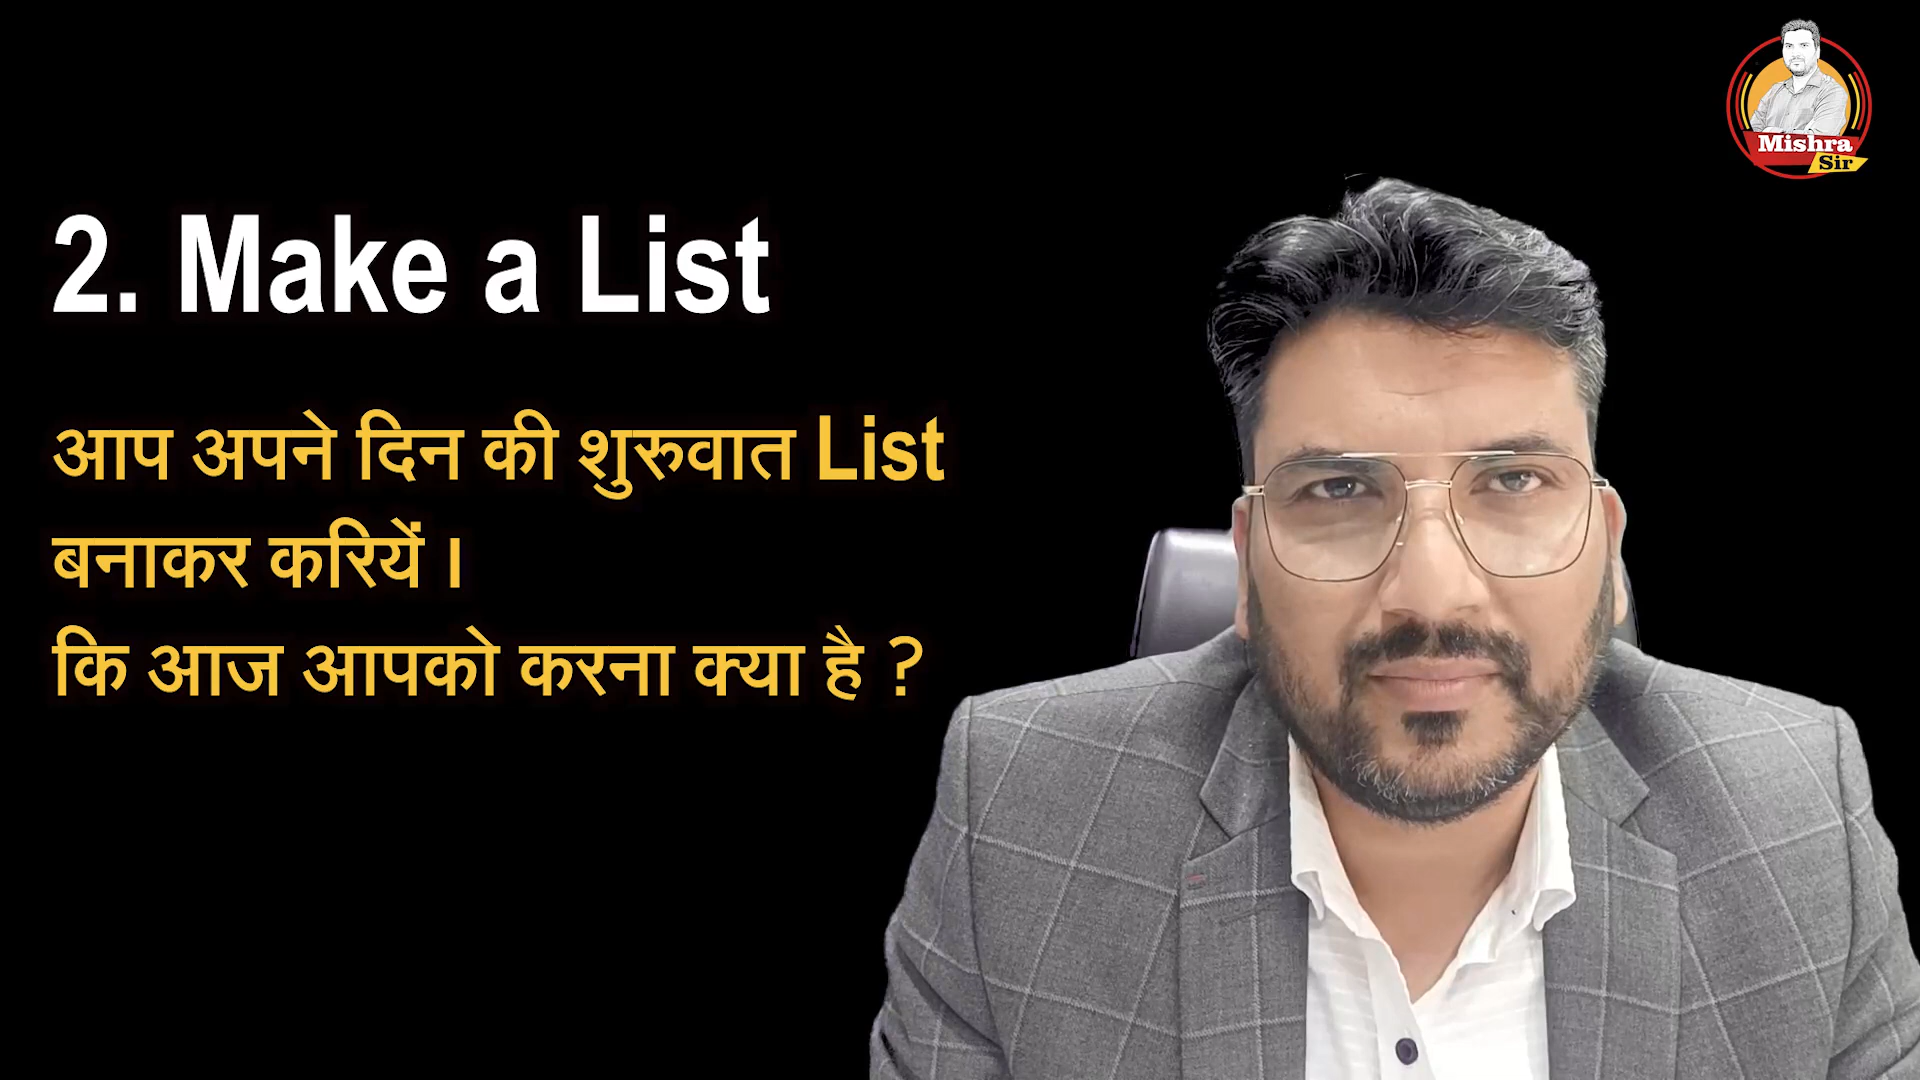 Mishra
Sir
2. Make a List
आप अपने दिन की शुरुवात List
बनाकर करियें ।
कि आज आपको करना क्या है ?